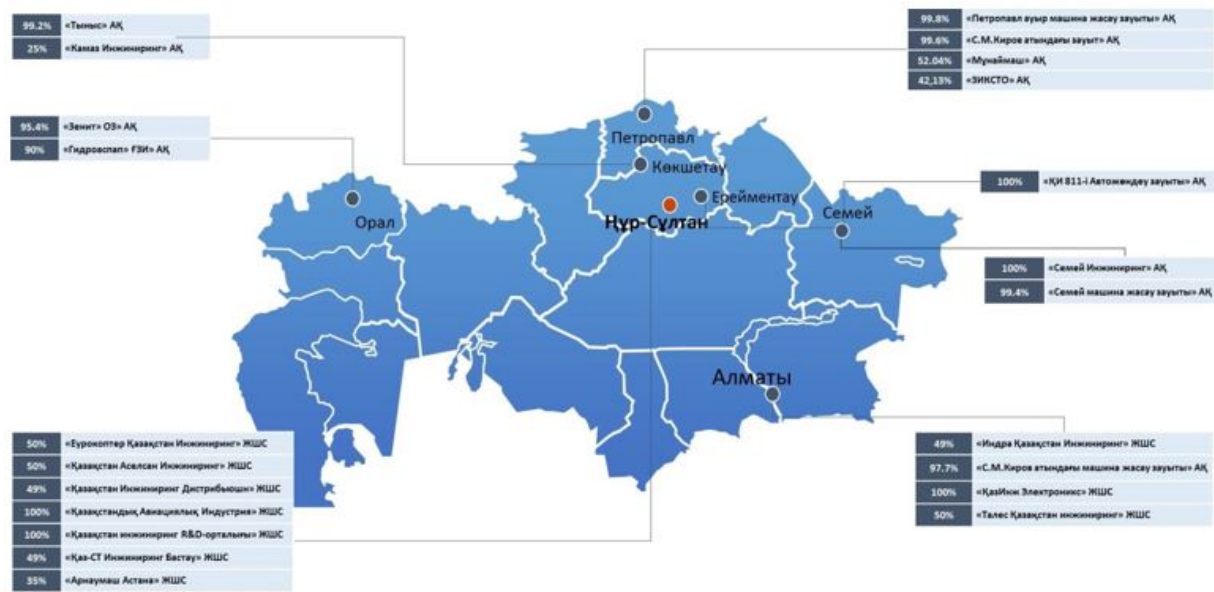 99.2% «Тыныс» АҚ
25% «Камаз Инжиниринг» АҚ
99.8% «Петропавл ауыр машина жасау зауыты» АҚ
99.6% «С.М.Киров атындағы зауыт» АҚ
52.04% «Мұнаймаш» АҚ
42,13% «ЗИКСТО» АҚ
95.4% «Зенит» ОЗ» АҚ
90% «Гидроаспап» ҒЗИ» АҚ
Петропавл
Көкшетау
Ерейментау
Нұр-Сұлтан
Орал
Семей
Алматы
100% «ҚИ 811-і Автожөндеу зауыты» АҚ
100% «Семей Инжиниринг» АҚ
99.4% «Семей машина жасау зауыты» АҚ
50% «Еурокоптер Қазақстан Инжиниринг» ЖШС
50% «Қазақстан Аселсан Инжиниринг» ЖШС
49% «Қазақстан Инжиниринг Дистрибьюшн» ЖШС
100% «Қазақстандық Авиациялық Индустрия» ЖШС
100% «Қазақстан инжиниринг R&D-орталығы» ЖШС
49% «Қаз-СТ Инжиниринг Бастау» ЖШС
35% «Арнаумаш Астана» ЖШС
49% «Индра Қазақстан Инжиниринг» ЖШС
97.7% «С.М.Киров атындағы машина жасау зауыты» АҚ
100% «ҚазИнж Электроникс» ЖШС
50% «Талес Қазақстан инжиниринг» ЖШС